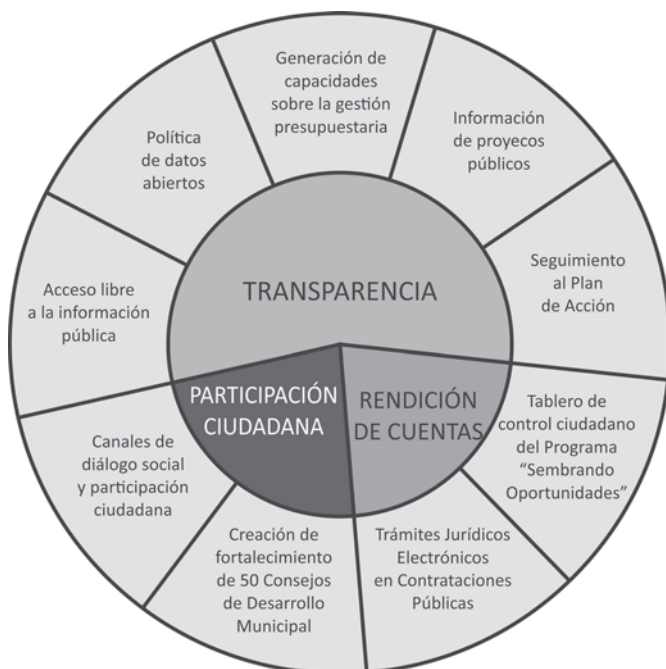 Generación de
capacidades
sobre la gestión
presupuestaria
Información
de proyecos
públicos
Política
de datos
abiertos
Seguimiento
al Plan
de Acción
Acceso libre
a la información
pública
TRANSPARENCIA
PARTICIPACIÓN
CIUDADANA
RENDICIÓN
DE CUENTAS
Tablero de
control ciudadano
del Programa
“Sembrando
Oportunidades”
Canales de
diálogo social
y participación
ciudadana
Creación de
fortalecimiento
de 50 Consejos
de Desarrollo
Municipal
Trámites Jurídicos
Electrónicos
en Contrataciones
Públicas